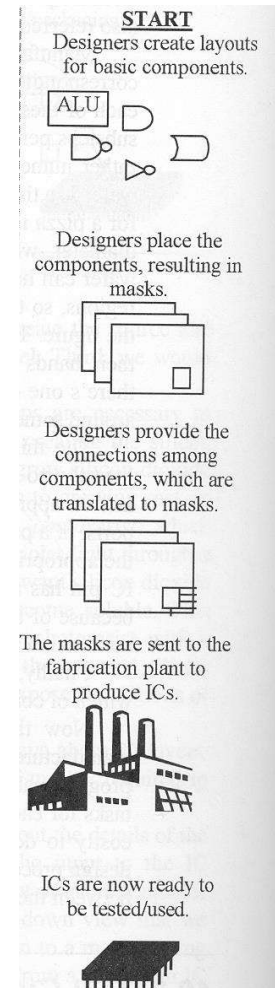 START
Designers create layouts
for basic components.
ALU
Designers place the
components, resulting in
masks.
Designers provide the
connections among
components, which are
translated to masks.
The masks are sent to the
fabrication plant to
produce ICs.
ICs are now ready to
be tested/used.